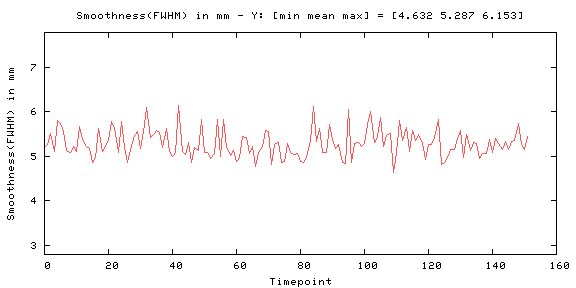 Smoothness(FWHM) in mm - Y: [min mean max] = [4.632 5.287 6.153]
7
6
5
4
3
Smoothness(FWHM) in mm
0 20 40 60 80 100 120 140 160
Timepoint